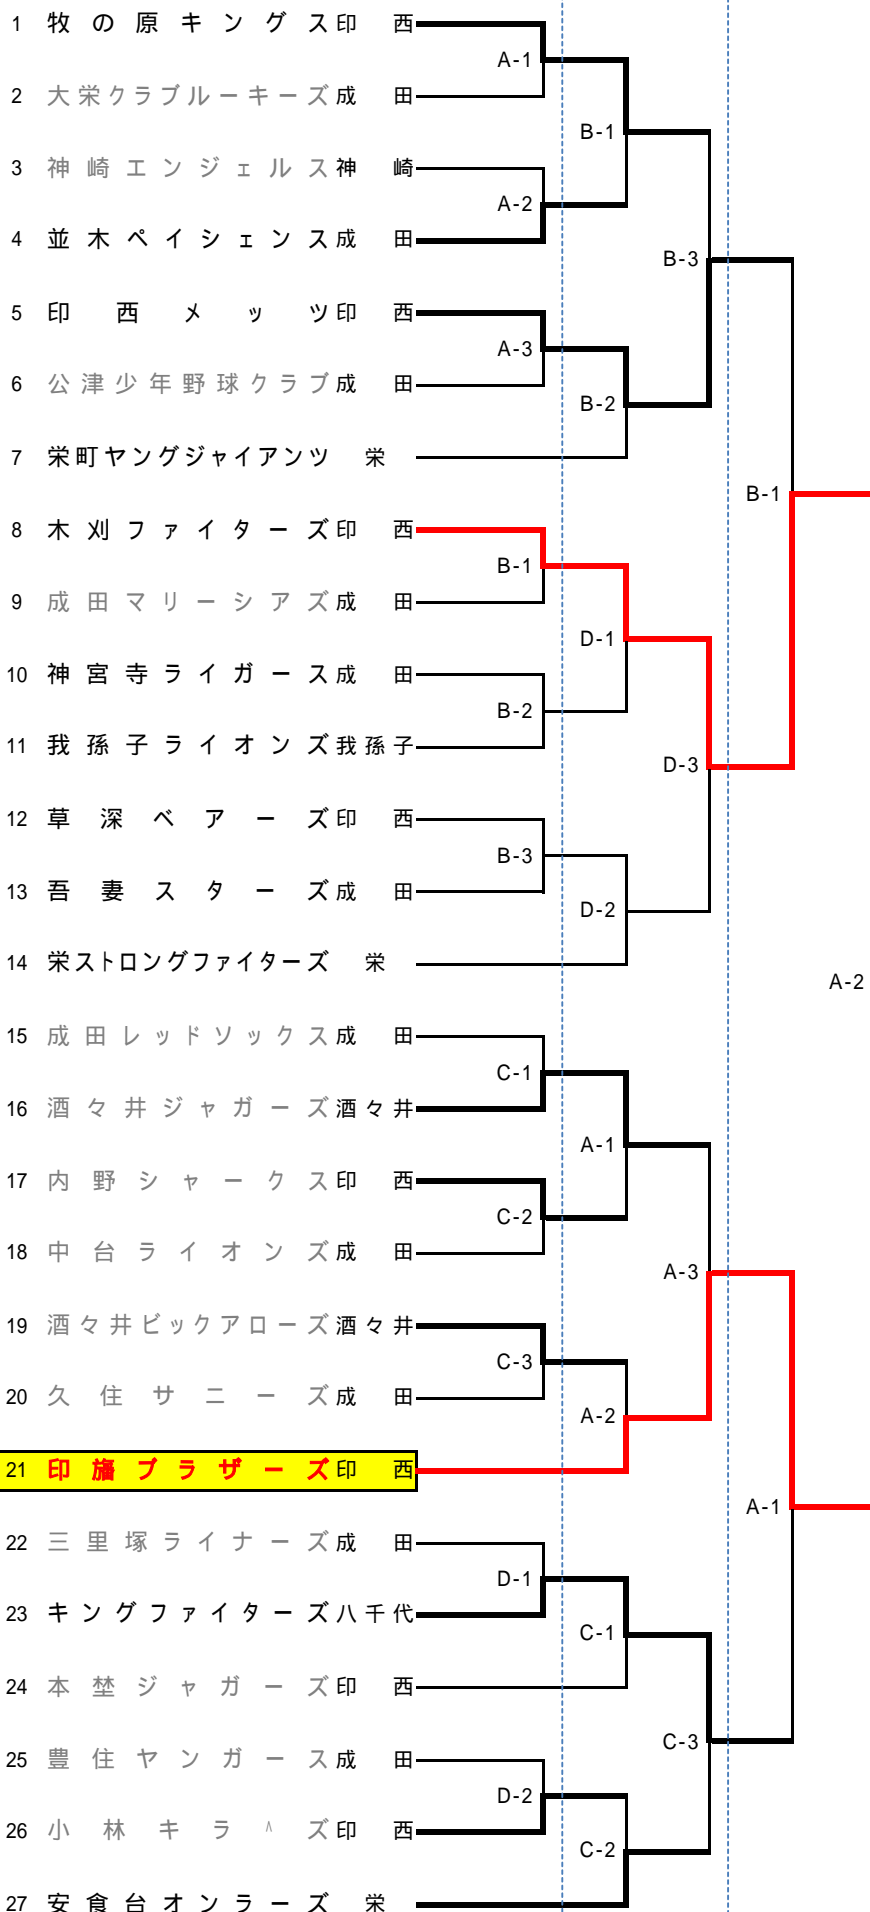 1 牧の原キングス 印西
A-1
2 大栄クラブルーキーズ 成田
B-1
3 神崎エンジェルス 神崎
A-2
4 並木ペイシェンス 成田
B-3
5 印西メッツ 印西
A-3
6 公津少年野球クラブ 成田
B-2
7 栄町ヤングジャイアンツ 栄
B-1
8 木刈ファイターズ 印西
B-1
9 成田マリーシアズ 成田
D-1
10 神宮寺ライガース 成田
B-2
11 我孫子ライオンズ 我孫子
D-3
12 草深ベアーズ 印西
B-3
13 吾妻スターズ 成田
D-2
14 栄ストロングファイターズ 栄
A-2
15 成田レッドソックス 成田
C-1
16 酒々井ジャガーズ 酒々井
A-1
17 内野シャークス 印西
C-2
18 中台ライオンズ 成田
A-3
19 酒々井ビックアローズ 酒々井
C-3
20 久住サニーズ 成田
A-2
21 印旛ブラザーズ 印西
A-1
22 三里塚ライナーズ 成田
D-1
23 キングファイターズ 八千代
C-1
24 本埜ジャガーズ 印西
C-3
25 豊住ヤンガース 成田
D-2
26 小林キラ^ズ 印西
C-2
27 安食台オンラーズ 栄